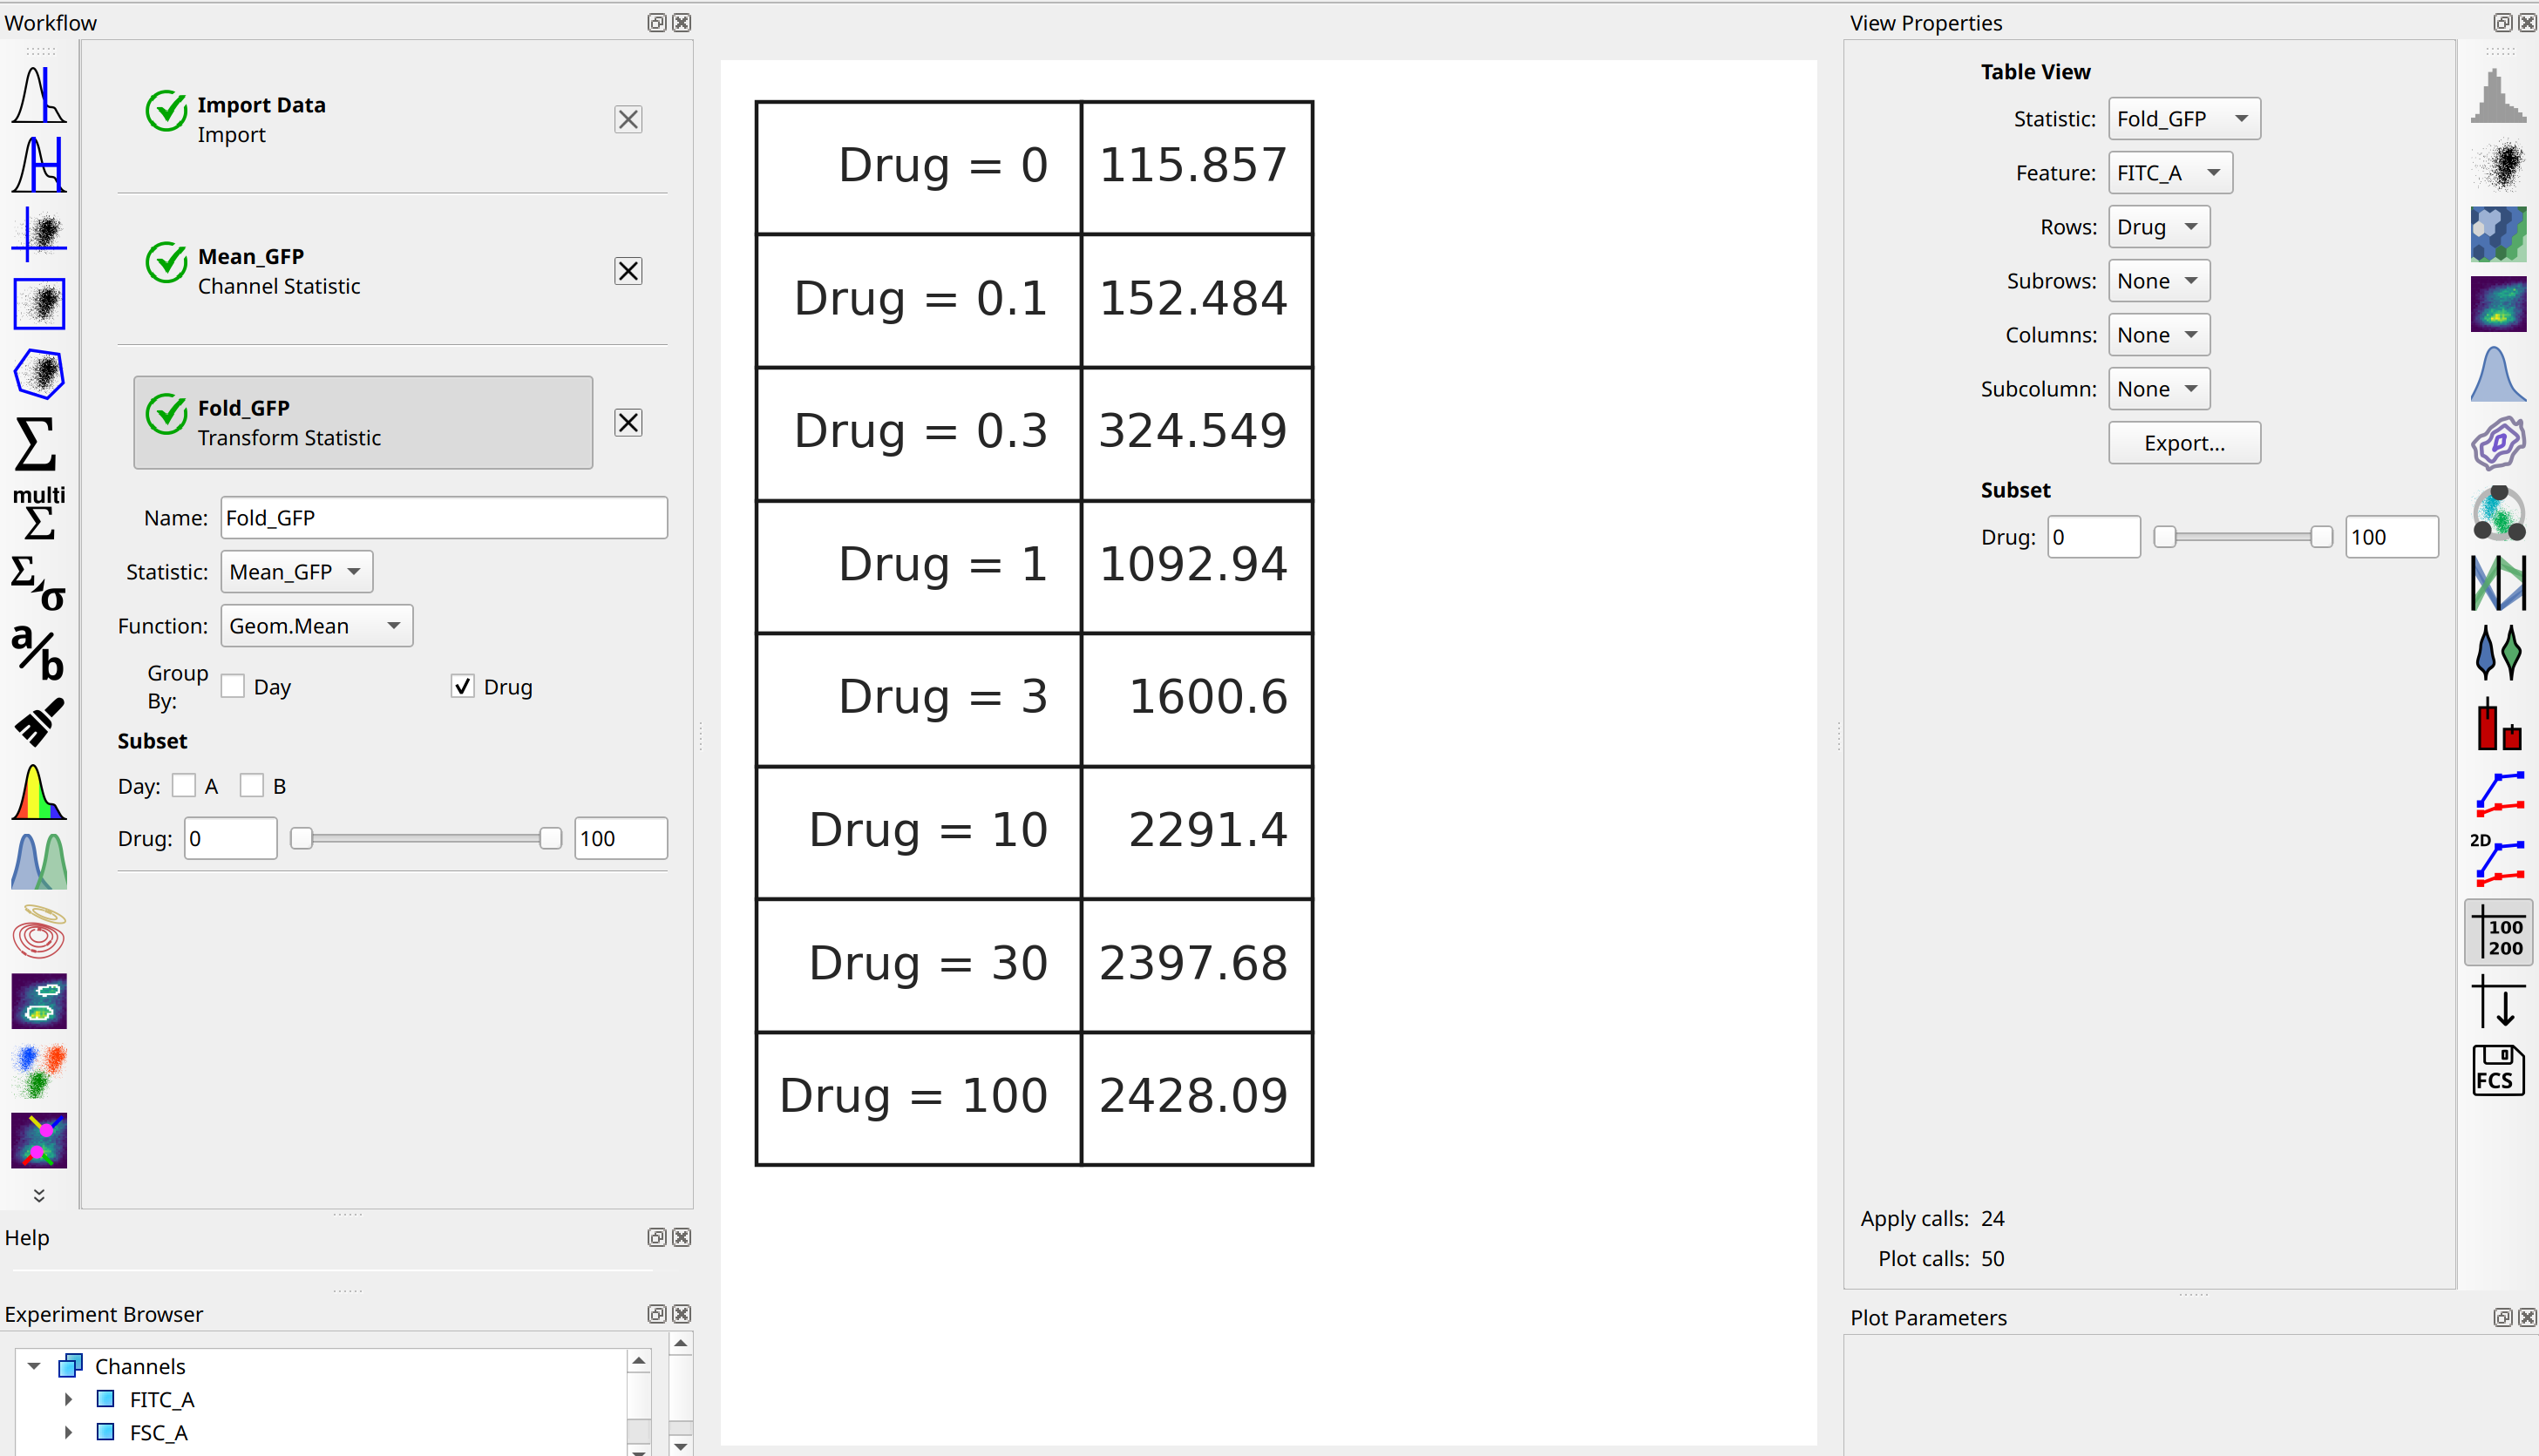 Workflow
Import Data
Import
Mean_GFP
Channel Statistic
Fold_GFP
Transform Statistic
Name: Fold_GFP
Statistic: Mean_GFP
Function: Geom.Mean
Group By: Day Drug
Subset
Day: A B
Drug: 0 100
multi
Σ
Σ
σ
a/b
Help
Experiment Browser
Channels
FITC_A
FSC_A
Drug = 0 115.857
Drug = 0.1 152.484
Drug = 0.3 324.549
Drug = 1 1092.94
Drug = 3 1600.6
Drug = 10 2291.4
Drug = 30 2397.68
Drug = 100 2428.09
View Properties
Table View
Statistic: Fold_GFP
Feature: FITC_A
Rows: Drug
Subrows: None
Columns: None
Subcolumn: None
Export...
Subset
Drug: 0 100
Apply calls: 24
Plot calls: 50
2D
100
200
FCS
Plot Parameters